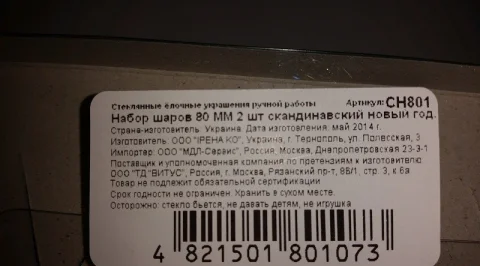 Стеклянные ёлочные украшения ручной работы Артикул: CH801
Набор шаров 80 ММ 2 шт скандинавский новый год.
Страна-изготовитель: Украина. Дата изготовления: май 2014 г.
Изготовитель: ООО "ІРЕНА КО", Украина, г. Тернополь, ул. Полесская, 3
Импортер: ООО "МДЛ-Сервис", Россия, Москва, Днепропетровская 23-3-1
Поставщик и уполномоченная компания по претензиям к изготовителю:
ООО "ТД "ВИТУС", Россия, г. Москва, Рязанский пр-т, 8Б/1, стр. 3, к.6а
Товар не подлежит обязательной сертификации
Срок годности не ограничен. Хранить в сухом месте.
Осторожно: стекло бьется, не давать детям, не игрушка
4 821501 801073